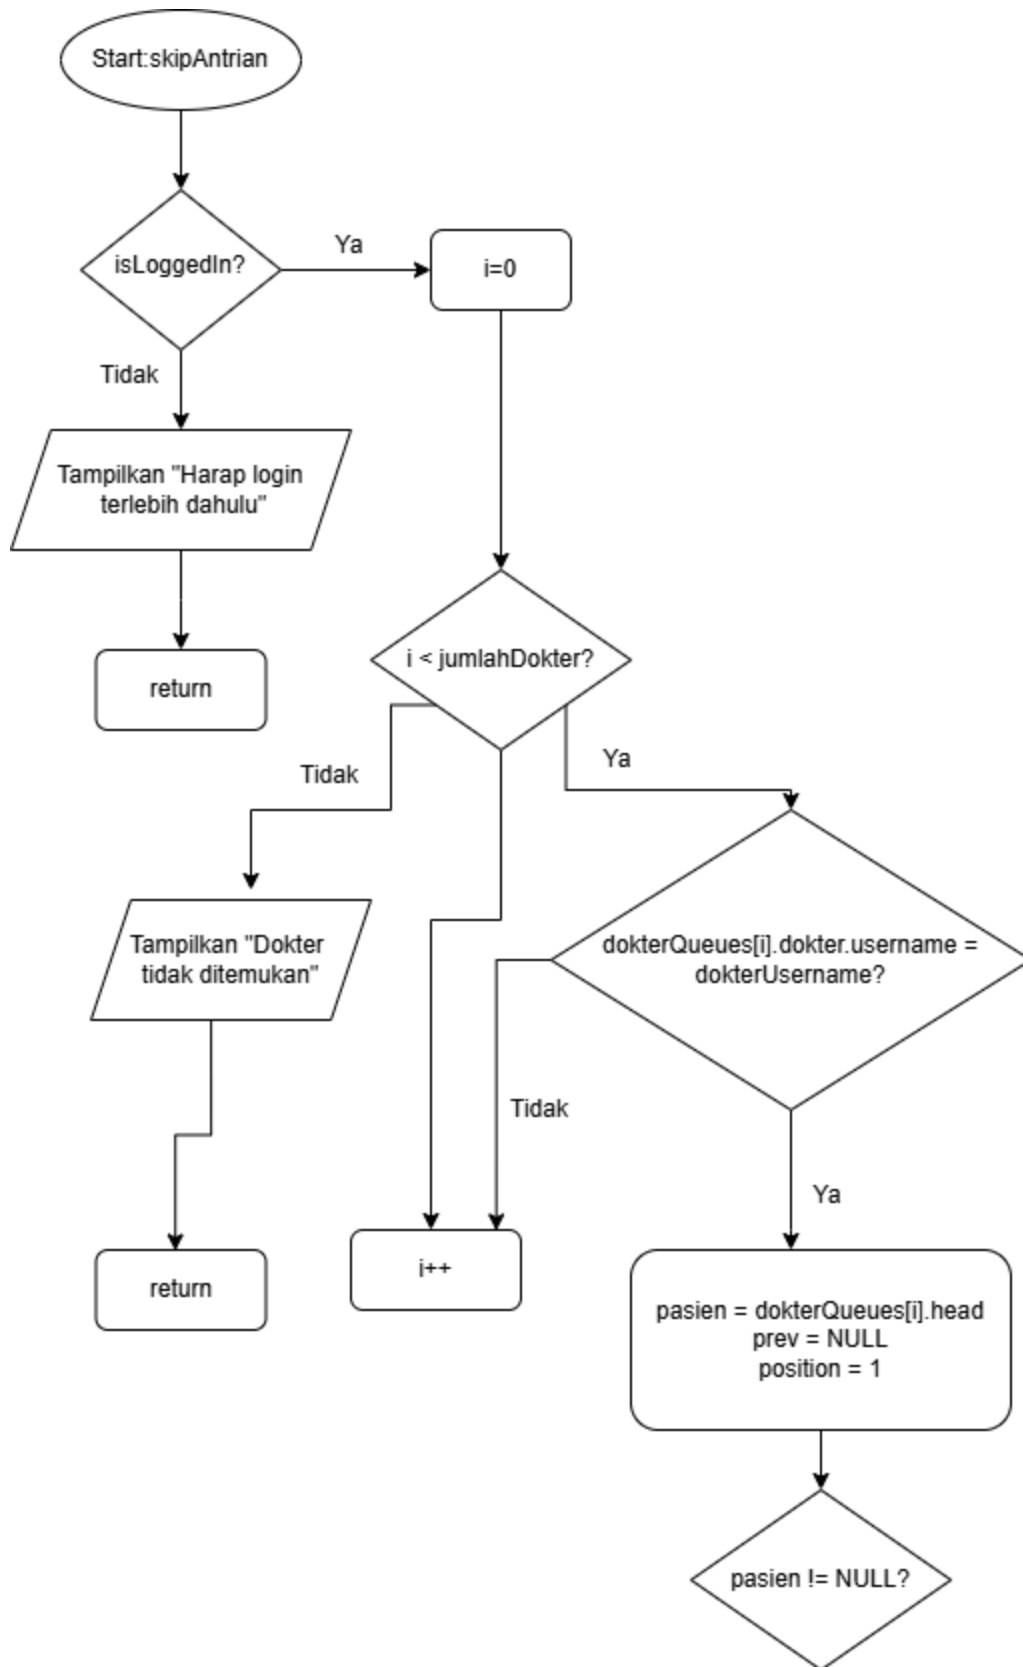 Start:skipAntrian
isLoggedIn?
Ya
i=0
Tidak
Tampilkan "Harap login
terlebih dahulu"
return
i < jumlahDokter?
Tidak
Ya
Tampilkan "Dokter
tidak ditemukan"
dokterQueues[i].dokter.username =
dokterUsername?
Tidak
Ya
return
i++
pasien = dokterQueues[i].head
prev = NULL
position = 1
pasien != NULL?